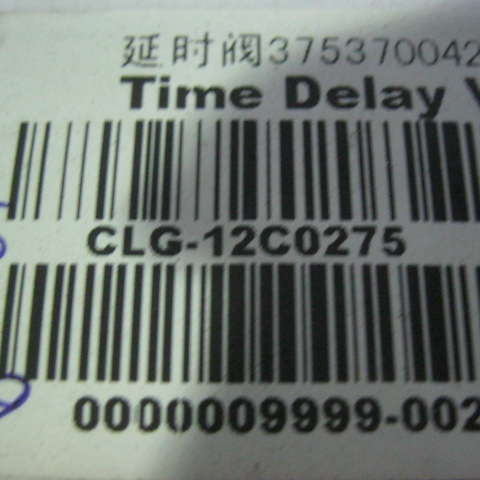 延时阀375370042
Time Delay V
CLG-12C0275
0000009999-002